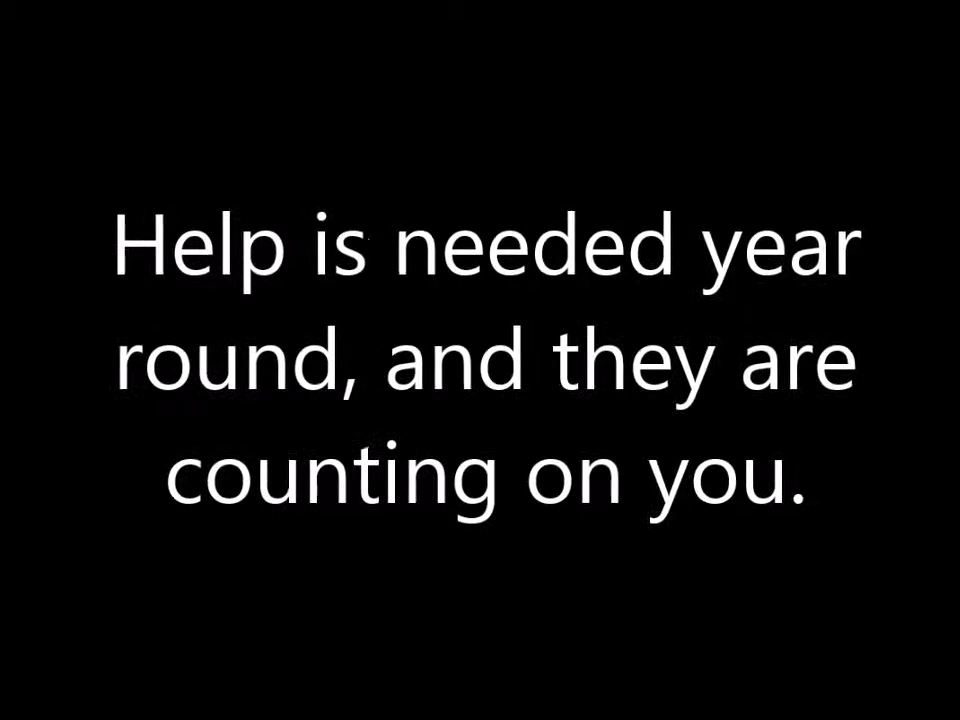 Help is needed year
round, and they are
counting on you.